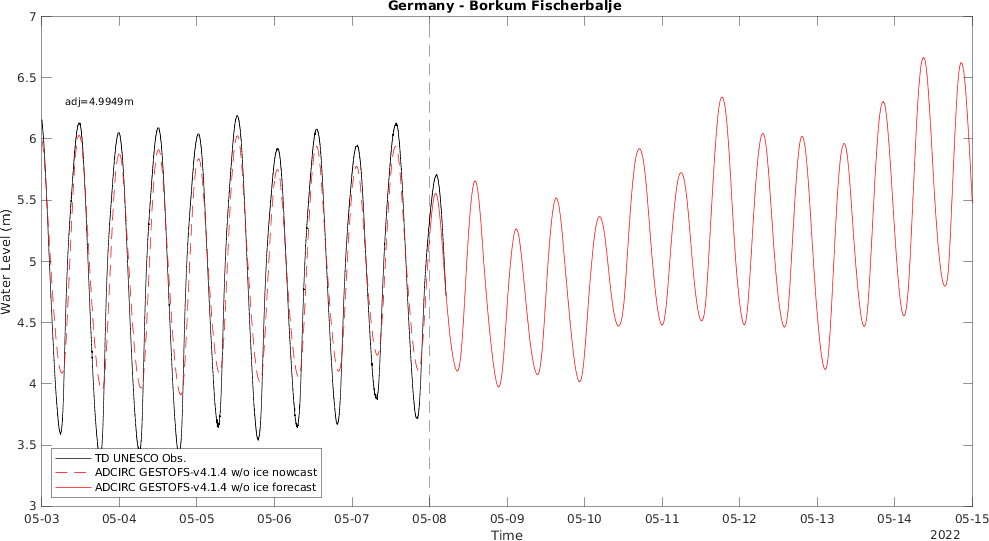 Germany - Borkum Fischerbalje
7
6.5
adj=4.9949m
6
5.5
5
4.5
4
3.5
3
Water Level (m)
TD UNESCO Obs.
ADCIRC GESTOFS-v4.1.4 w/o ice nowcast
ADCIRC GESTOFS-v4.1.4 w/o ice forecast
05-03 05-04 05-05 05-06 05-07 05-08 05-09 05-10 05-11 05-12 05-13 05-14 05-15
Time
2022